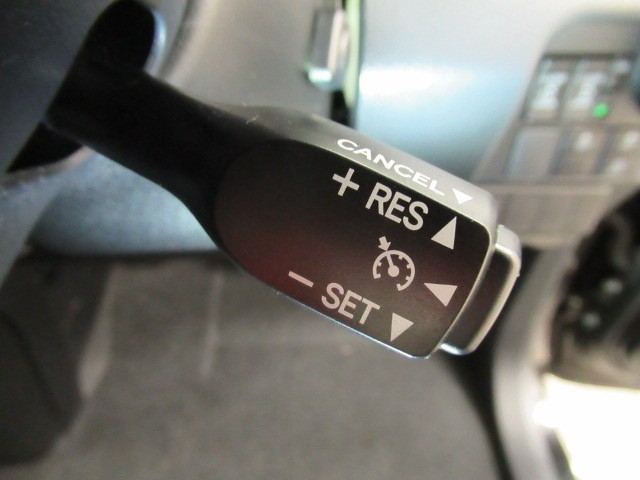 CANCEL ▼
+ RES ▲
◀
− SET ▼